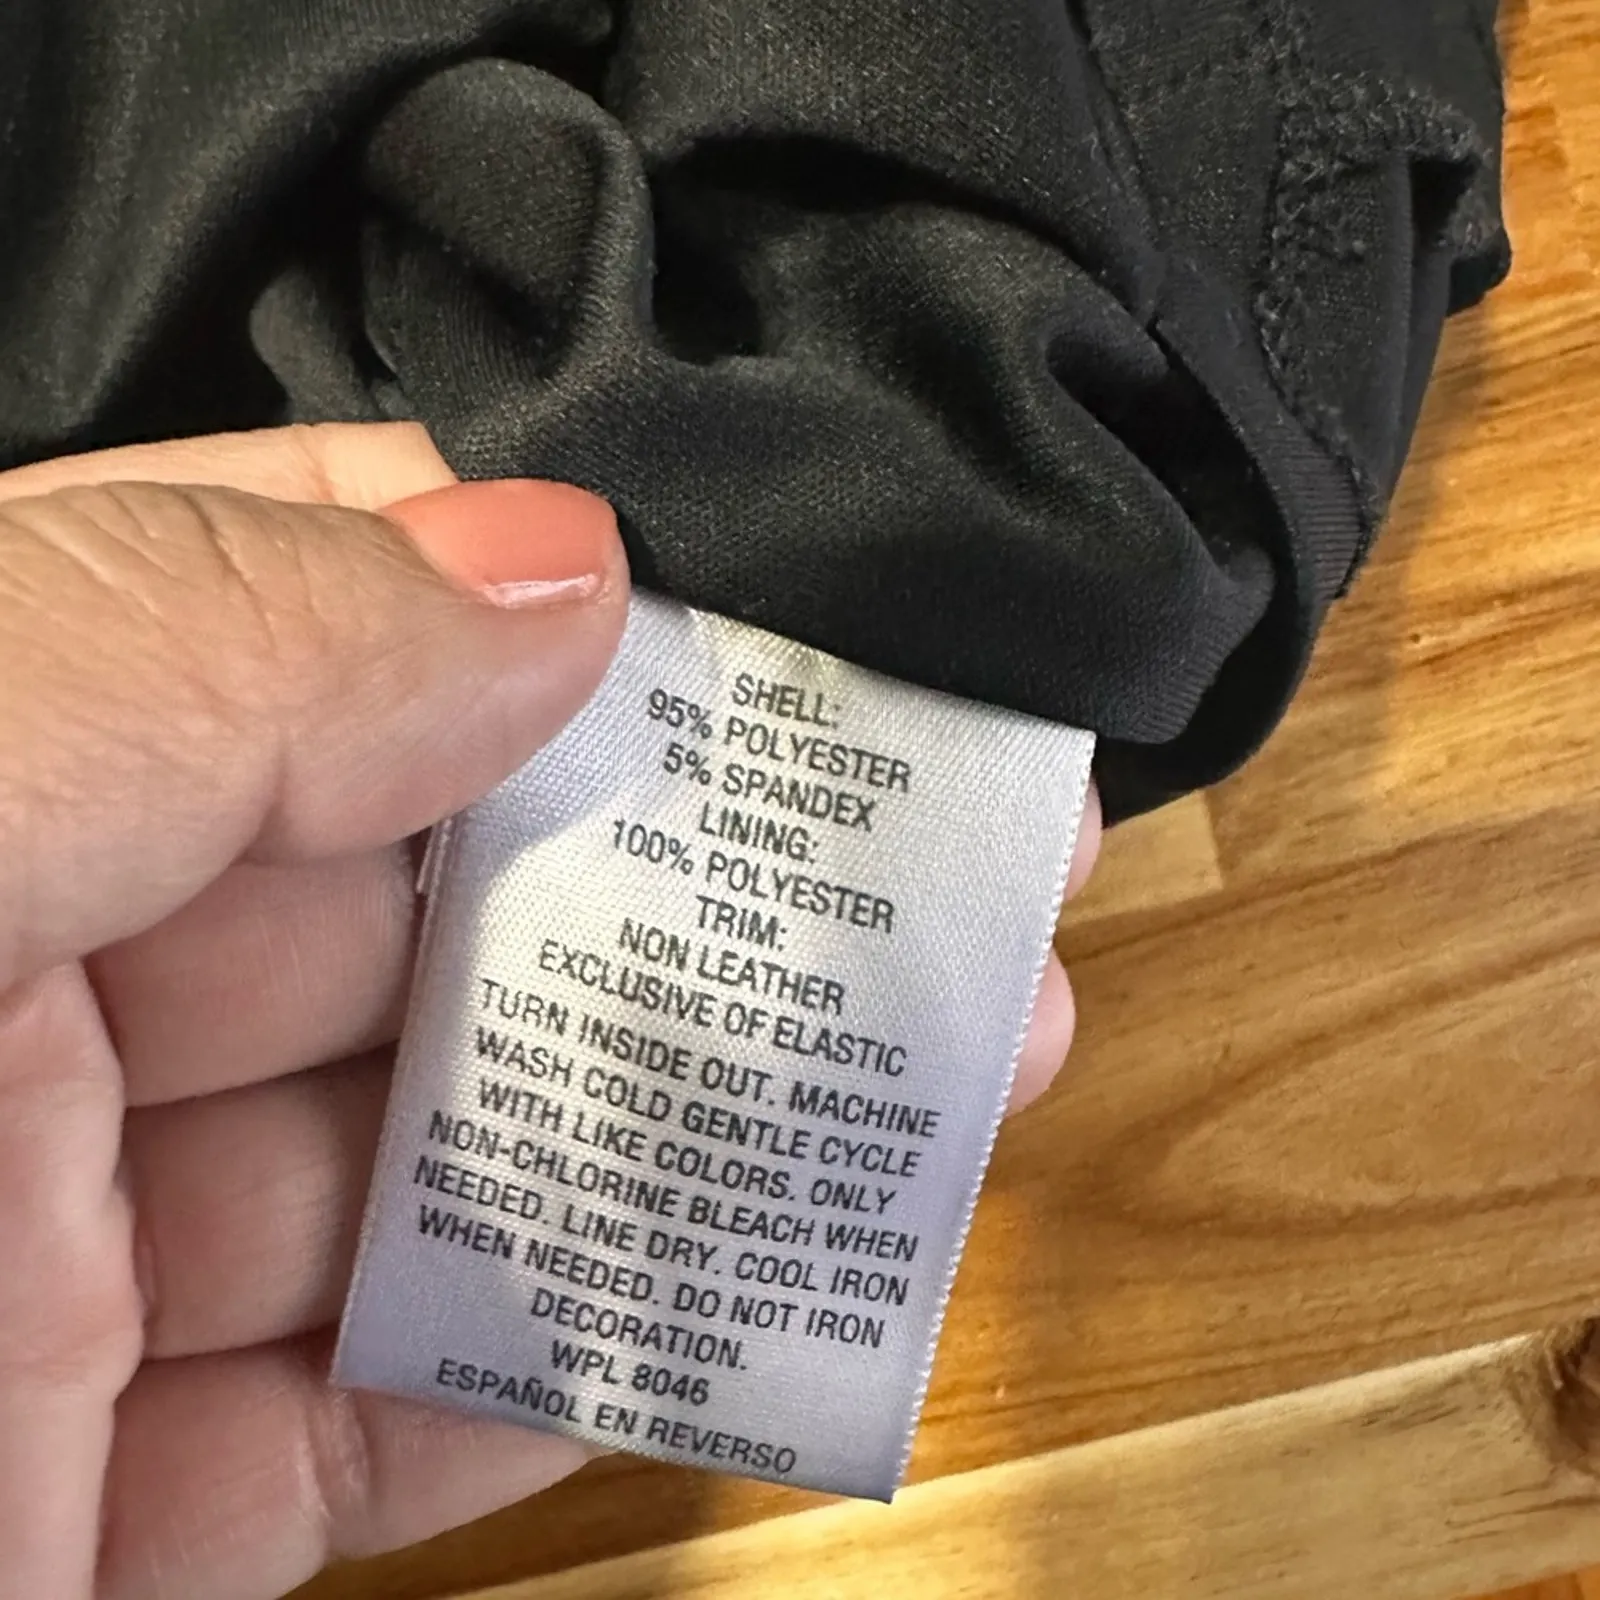 SHELL:
95% POLYESTER
5% SPANDEX
LINING:
100% POLYESTER
TRIM:
NON LEATHER
EXCLUSIVE OF ELASTIC
TURN INSIDE OUT. MACHINE
WASH COLD GENTLE CYCLE
WITH LIKE COLORS. ONLY
NON-CHLORINE BLEACH WHEN
NEEDED. LINE DRY. COOL IRON
WHEN NEEDED. DO NOT IRON
DECORATION.
WPL 8046
ESPAÑOL EN REVERSO